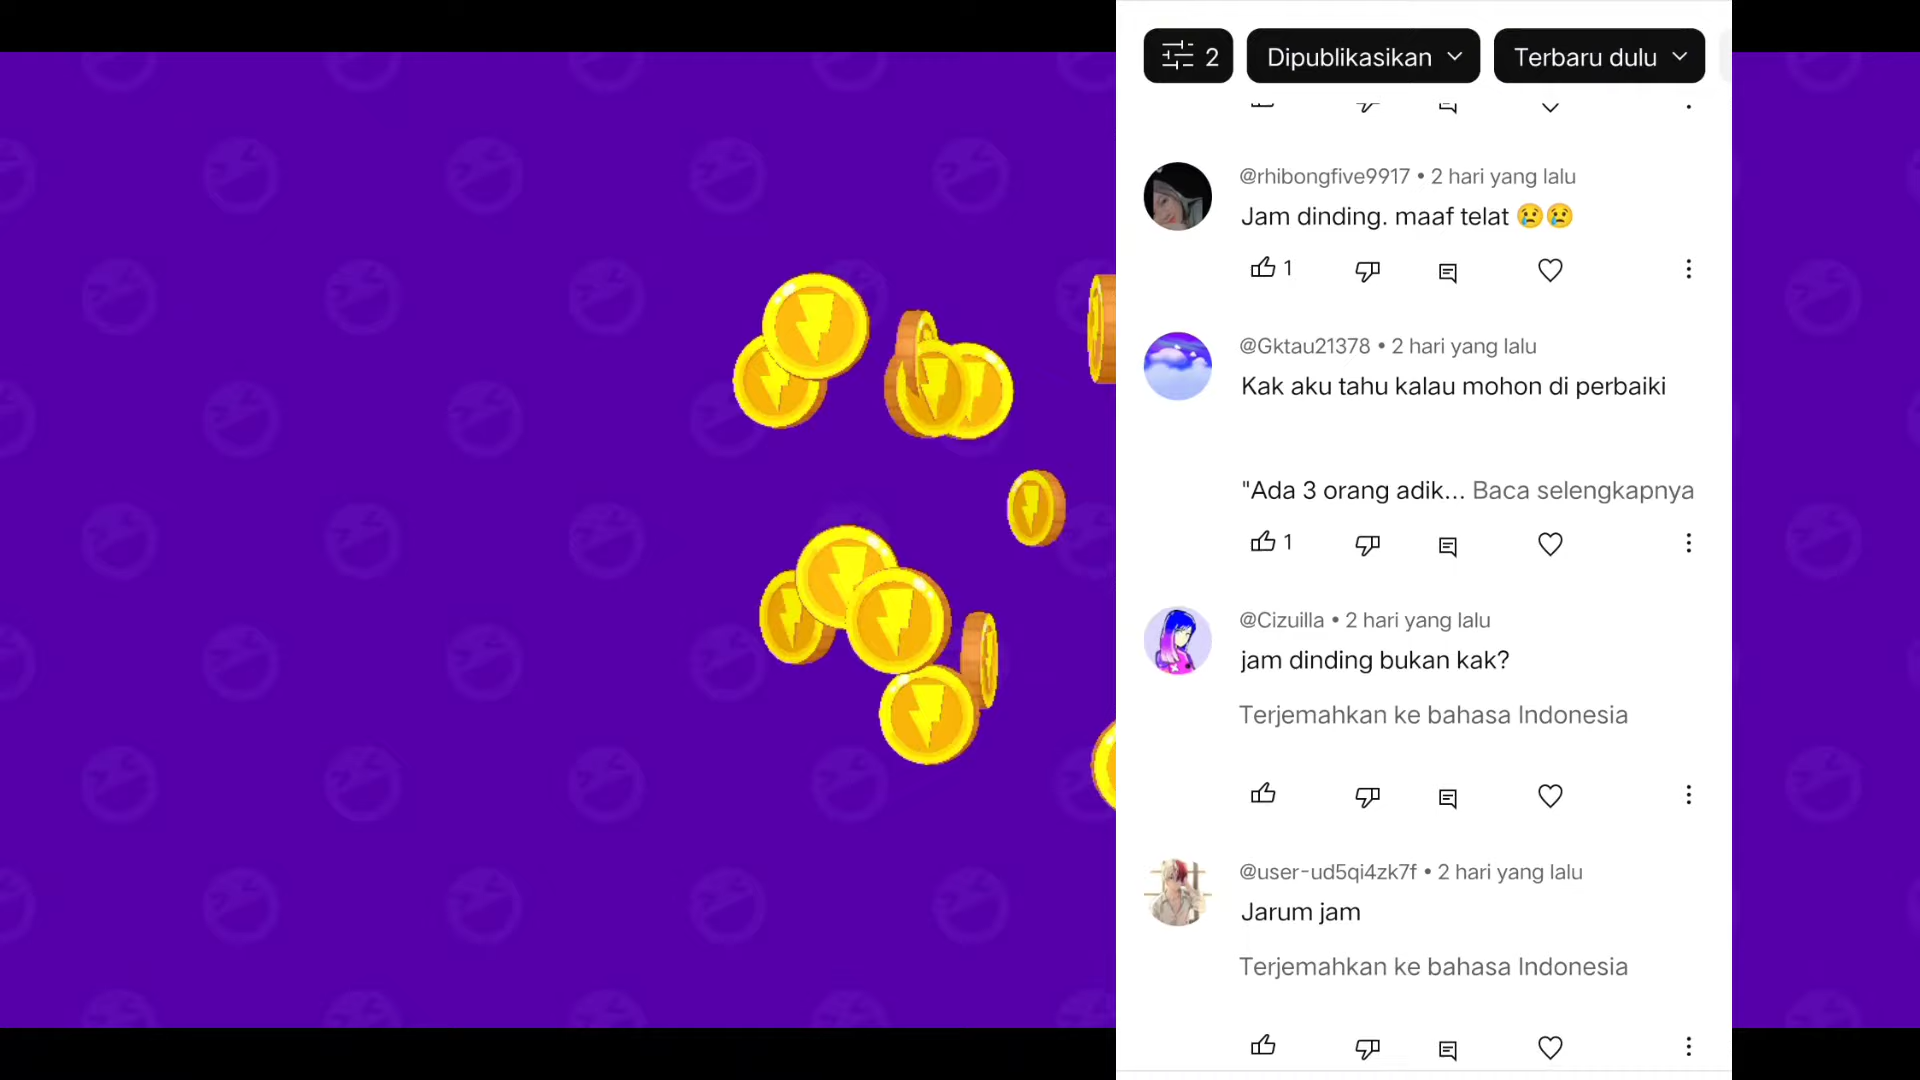 2
Dipublikasikan
Terbaru dulu
@rhibongfive9917 • 2 hari yang lalu
Jam dinding. maaf telat 😢😢
1
@Gktau21378 • 2 hari yang lalu
Kak aku tahu kalau mohon di perbaiki
"Ada 3 orang adik... Baca selengkapnya
1
@Cizuilla • 2 hari yang lalu
jam dinding bukan kak?
Terjemahkan ke bahasa Indonesia
@user-ud5qi4zk7f • 2 hari yang lalu
Jarum jam
Terjemahkan ke bahasa Indonesia